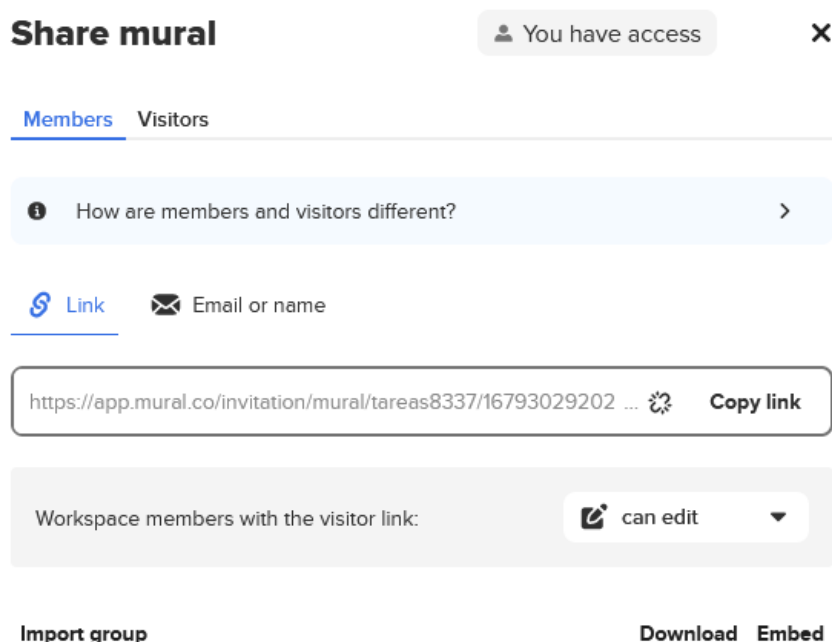 Share mural
You have access
Members Visitors
How are members and visitors different?
Link Email or name
https://app.mural.co/invitation/mural/tareas8337/16793029202 ... Copy link
Workspace members with the visitor link: can edit
Import group Download Embed